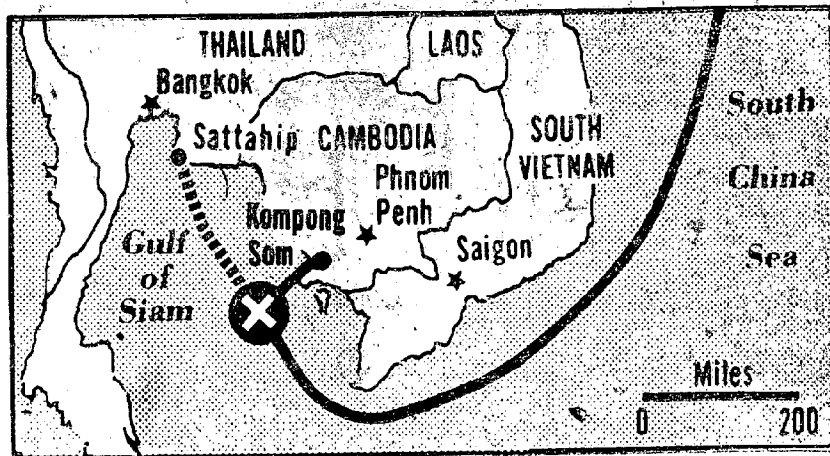 THAILAND
LAOS
Bangkok
Sattahip
CAMBODIA
SOUTH
VIETNAM
Phnom
Penh
Kompong
Som
Saigon
Gulf
of
Siam
South
China
Sea
Miles
0 200